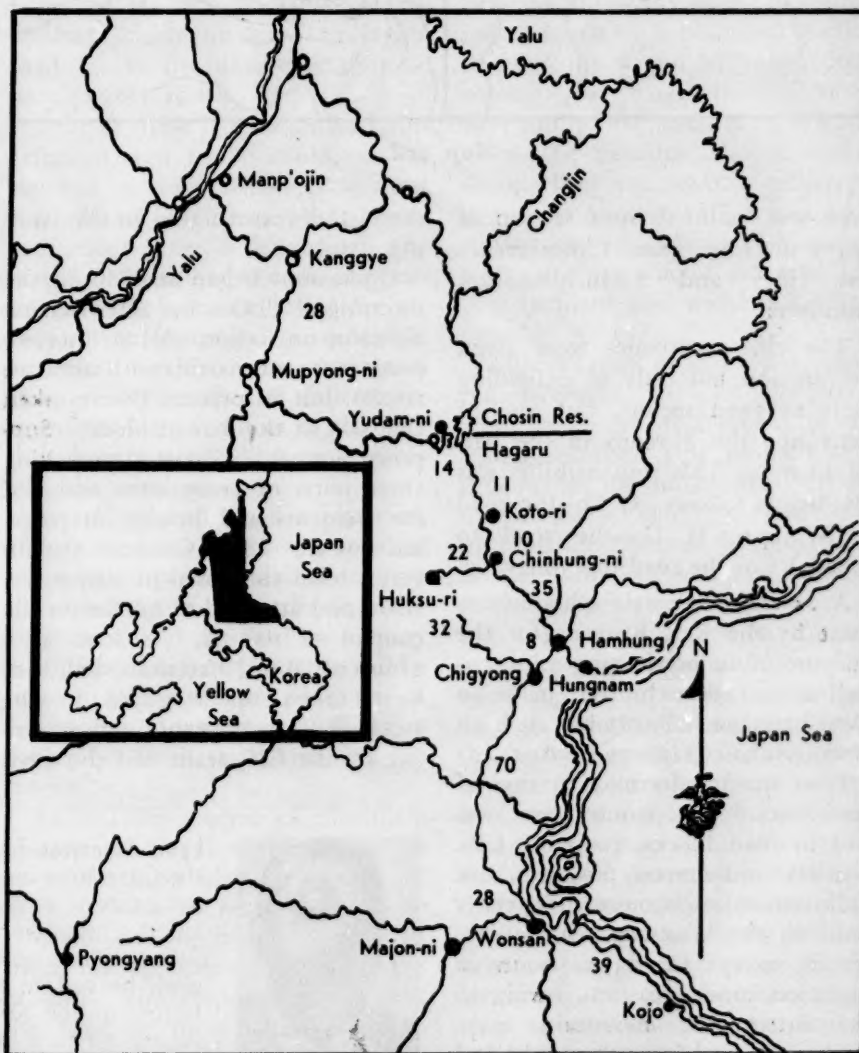 Yalu
Manp'ojin
Changjin
Yalu
Kanggye
28
Mupyong-ni
Yudam-ni
Chosin Res.
Hagaru
14
11
Koto-ri
10
22
Chinhung-ni
Huksu-ri
35
32
8
Hamhung
N
Chigyong
Hungnam
Japan
Sea
Yellow
Sea
Korea
Japan Sea
70
28
Majon-ni
Wonsan
Pyongyang
39
Kojo